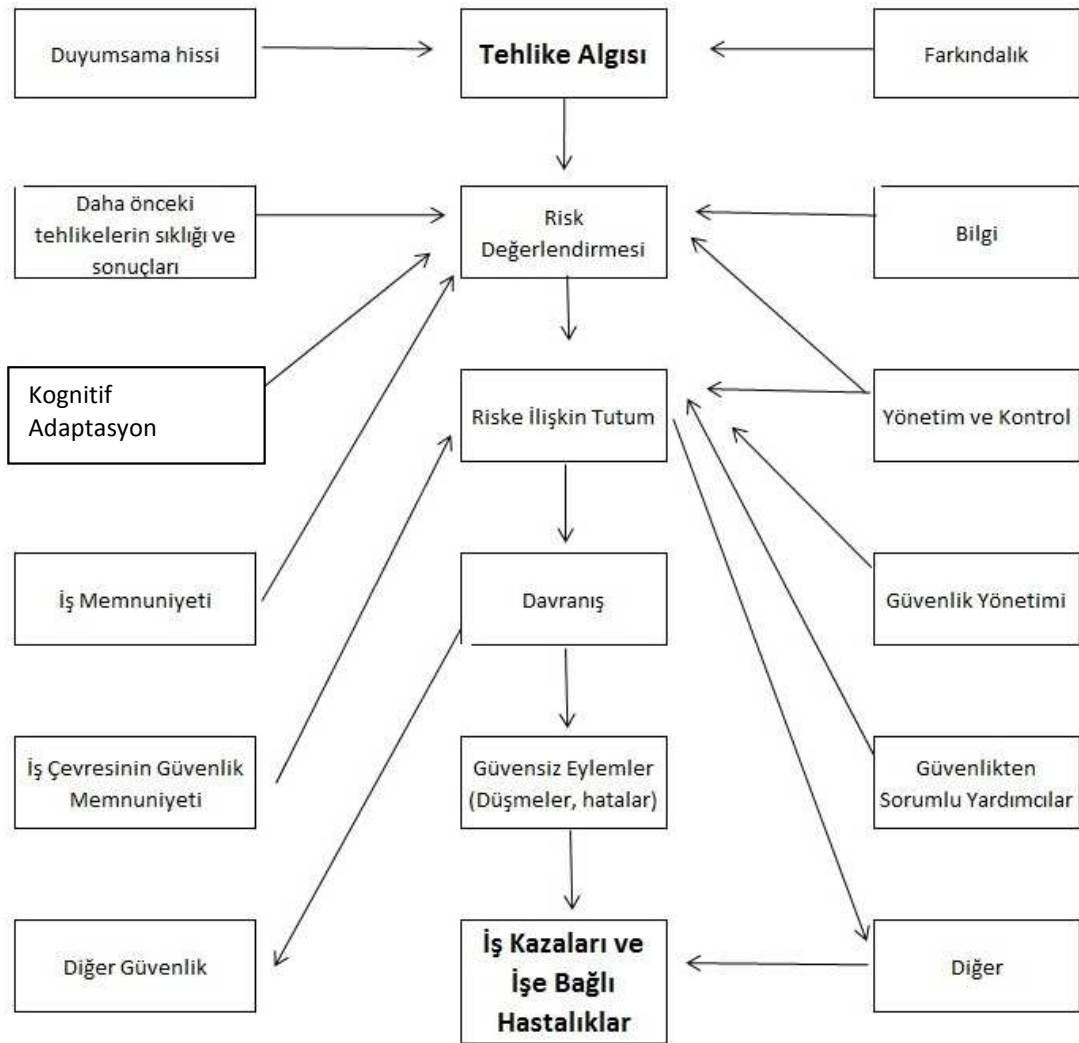 Duyumsama hissi
Tehlike Algısı
Farkındalık
Daha önceki
tehlikelerin sıklığı ve
sonuçları
Risk
Değerlendirmesi
Bilgi
Kognitif
Adaptasyon
Riske İlişkin Tutum
Yönetim ve Kontrol
İş Memnuniyeti
Davranış
Güvenlik Yönetimi
İş Çevresinin Güvenlik
Memnuniyeti
Güvensiz Eylemler
(Düşmeler, hatalar)
Güvenlikten
Sorumlu Yardımcılar
Diğer Güvenlik
İş Kazaları ve
İşe Bağlı
Hastalıklar
Diğer